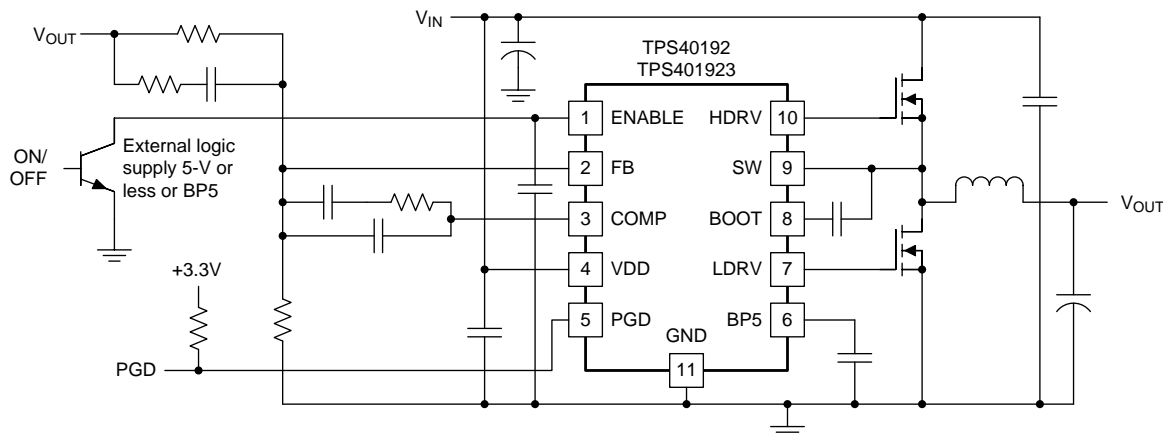 VIN
VOUT
TPS40192
TPS401923
1 ENABLE HDRV 10
ON/
OFF
External logic
supply 5-V or
less or BP5
2 FB SW 9
3 COMP BOOT 8
VOUT
+3.3V
4 VDD LDRV 7
5 PGD BP5 6
GND
PGD
11